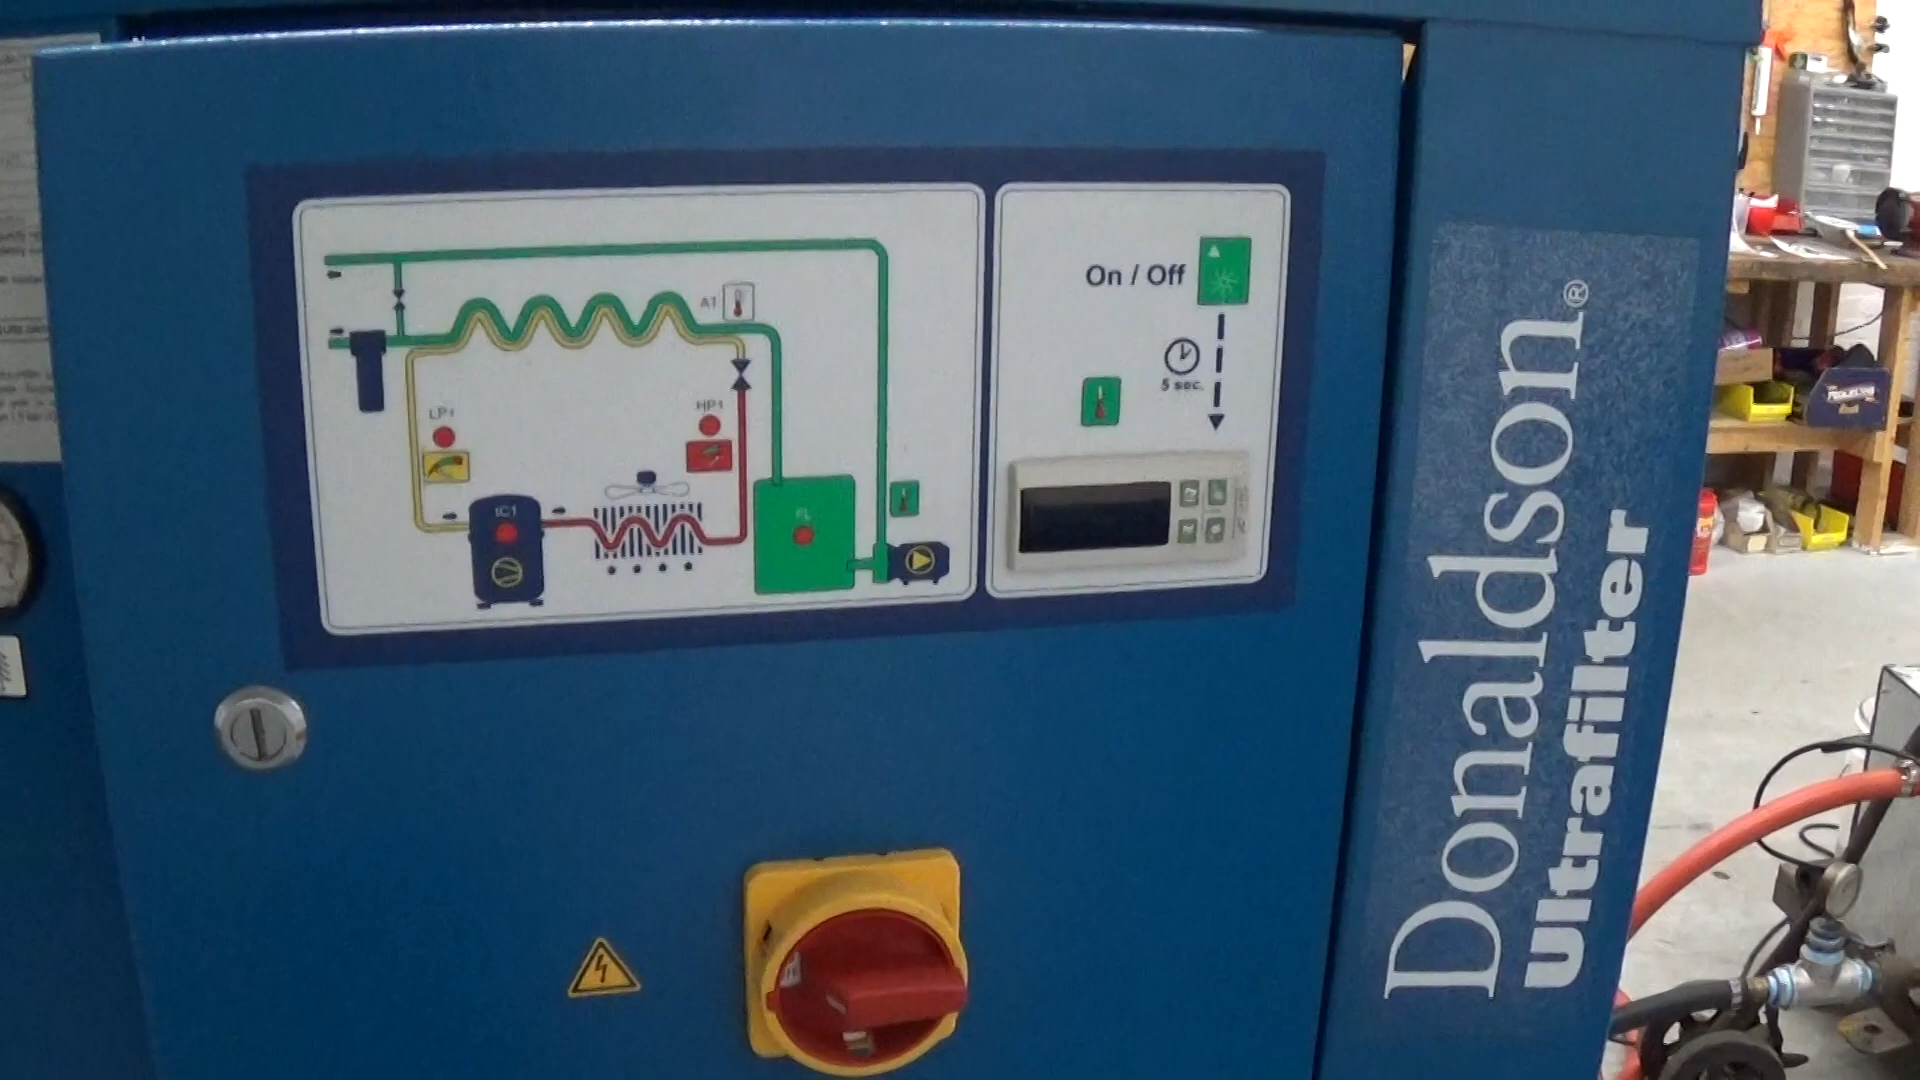 A1
LP1
HP1
IC1
FL
On / Off
5 sec.
Donaldson®
Ultrafilter